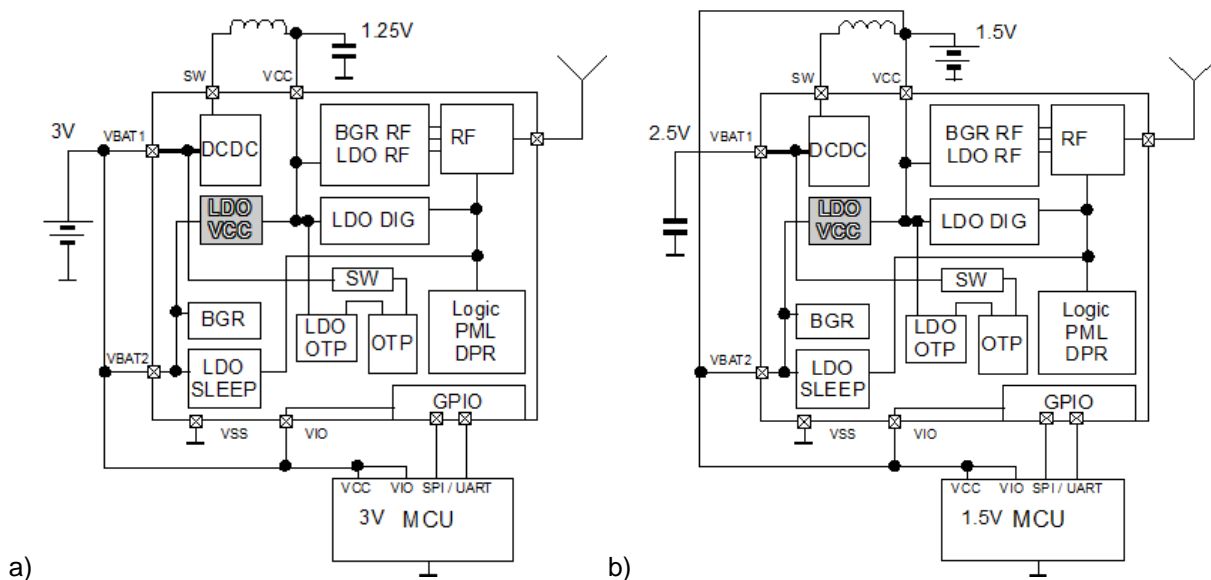 1.25V
SW
VCC
3V
VBAT1
DCDC
BGR RF
LDO RF
RF
LDO
VCC
LDO DIG
SW
BGR
LDO
OTP
OTP
Logic
PML
DPR
VBAT2
LDO
SLEEP
GPIO
VSS
VIO
VCC
VIO
SPI / UART
3V
MCU
a)
1.5V
SW
VCC
2.5V
VBAT1
DCDC
BGR RF
LDO RF
RF
LDO
VCC
LDO DIG
SW
BGR
LDO
OTP
OTP
Logic
PML
DPR
VBAT2
LDO
SLEEP
GPIO
VSS
VIO
VCC
VIO
SPI / UART
1.5V
MCU
b)